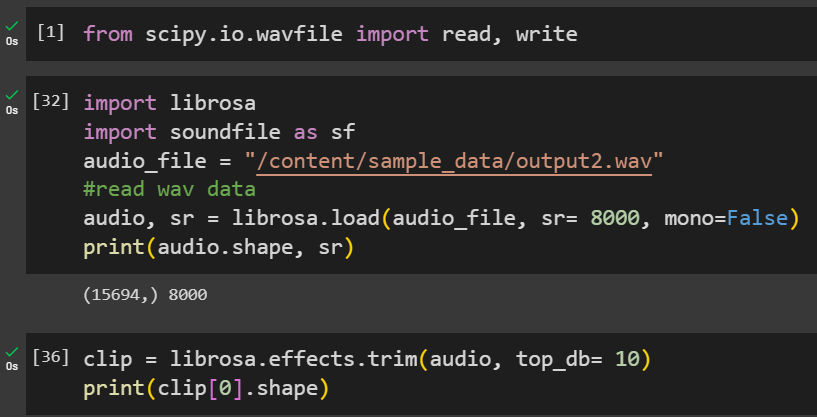 [1] from scipy.io.wavfile import read, write
0s
[32] import librosa
0s
import soundfile as sf
audio_file = "/content/sample_data/output2.wav"
#read wav data
audio, sr = librosa.load(audio_file, sr= 8000, mono=False)
print(audio.shape, sr)
(15694,) 8000
[36] clip = librosa.effects.trim(audio, top_db= 10)
0s
print(clip[0].shape)